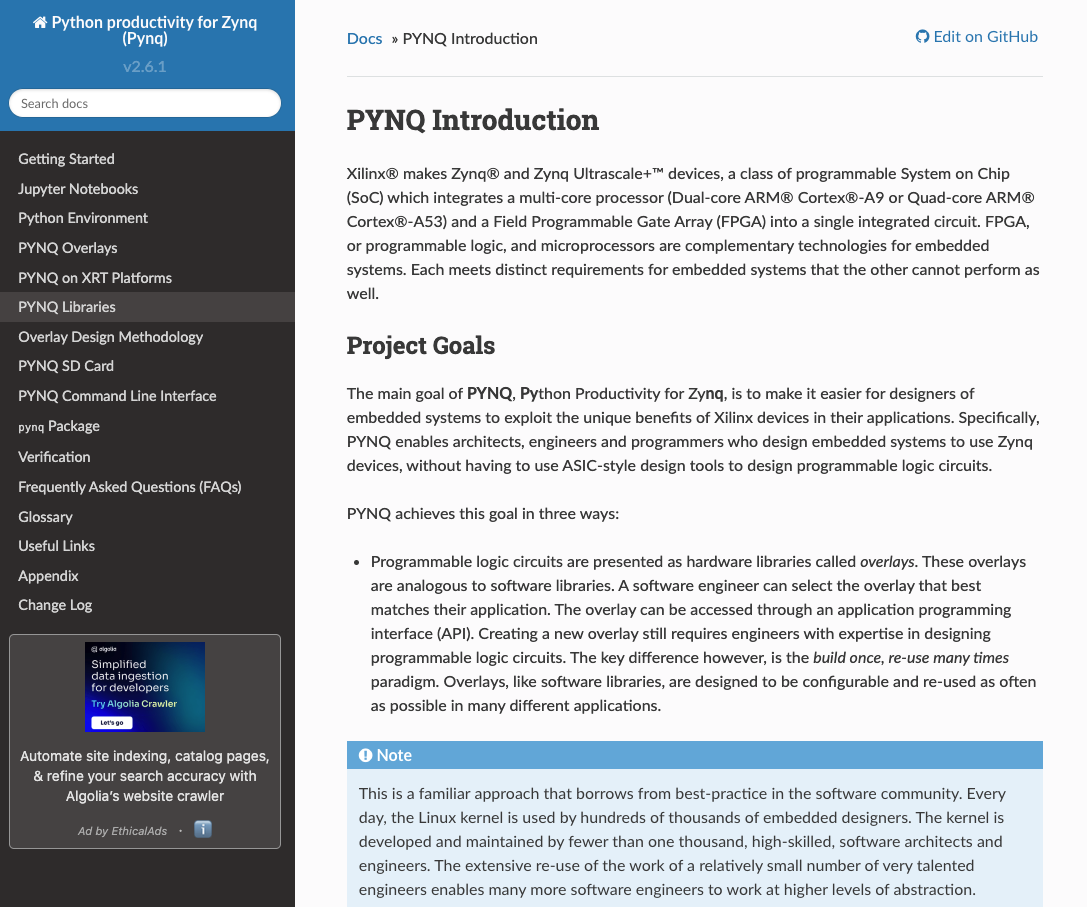 Python productivity for Zynq
(Pynq)
v2.6.1
Search docs
Getting Started
Jupyter Notebooks
Python Environment
PYNQ Overlays
PYNQ on XRT Platforms
PYNQ Libraries
Overlay Design Methodology
PYNQ SD Card
PYNQ Command Line Interface
pynq Package
Verification
Frequently Asked Questions (FAQs)
Glossary
Useful Links
Appendix
Change Log
algolia
Simplified
data ingestion
for developers
Try Algolia Crawler
Let's go
Automate site indexing, catalog pages,
& refine your search accuracy with
Algolia's website crawler
Ad by EthicalAds ·
Docs » PYNQ Introduction
Edit on GitHub
PYNQ Introduction
Xilinx® makes Zynq® and Zynq Ultrascale+™ devices, a class of programmable System on Chip
(SoC) which integrates a multi-core processor (Dual-core ARM® Cortex®-A9 or Quad-core ARM®
Cortex®-A53) and a Field Programmable Gate Array (FPGA) into a single integrated circuit. FPGA,
or programmable logic, and microprocessors are complementary technologies for embedded
systems. Each meets distinct requirements for embedded systems that the other cannot perform as
well.
Project Goals
The main goal of PYNQ, Python Productivity for Zynq, is to make it easier for designers of
embedded systems to exploit the unique benefits of Xilinx devices in their applications. Specifically,
PYNQ enables architects, engineers and programmers who design embedded systems to use Zynq
devices, without having to use ASIC-style design tools to design programmable logic circuits.
PYNQ achieves this goal in three ways:
• Programmable logic circuits are presented as hardware libraries called overlays. These overlays
are analogous to software libraries. A software engineer can select the overlay that best
matches their application. The overlay can be accessed through an application programming
interface (API). Creating a new overlay still requires engineers with expertise in designing
programmable logic circuits. The key difference however, is the build once, re-use many times
paradigm. Overlays, like software libraries, are designed to be configurable and re-used as often
as possible in many different applications.
Note
This is a familiar approach that borrows from best-practice in the software community. Every
day, the Linux kernel is used by hundreds of thousands of embedded designers. The kernel is
developed and maintained by fewer than one thousand, high-skilled, software architects and
engineers. The extensive re-use of the work of a relatively small number of very talented
engineers enables many more software engineers to work at higher levels of abstraction.